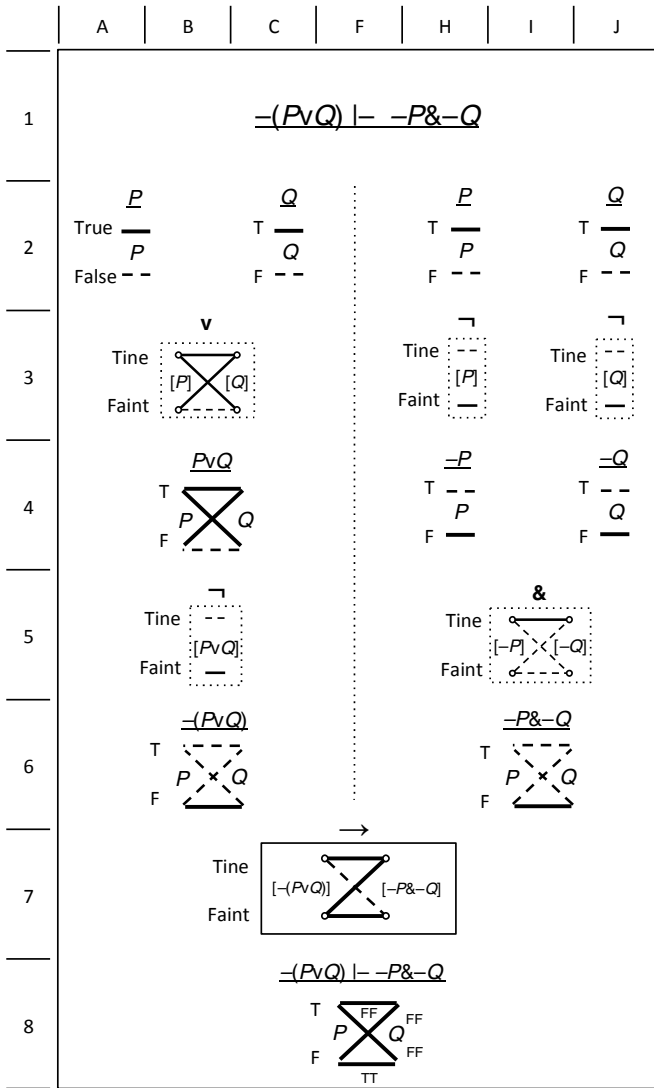 A B C F H I J
1
–(PvQ) |– –P&–Q
2
P Q P Q
True T T T
P Q P Q
False F F F
3
v ¬ ¬
Tine Tine Tine
[P] [Q] [P] [Q]
Faint Faint Faint
4
PvQ –P –Q
T T T
P Q P Q
F F F
5
¬ &
Tine Tine
[PvQ] [–P] [–Q]
Faint Faint
6
–(PvQ) –P&–Q
T T
P Q P Q
F F
7
→
Tine
[–(PvQ)] [–P&–Q]
Faint
8
–(PvQ) |– –P&–Q
T FF FF
P Q
F FF
TT